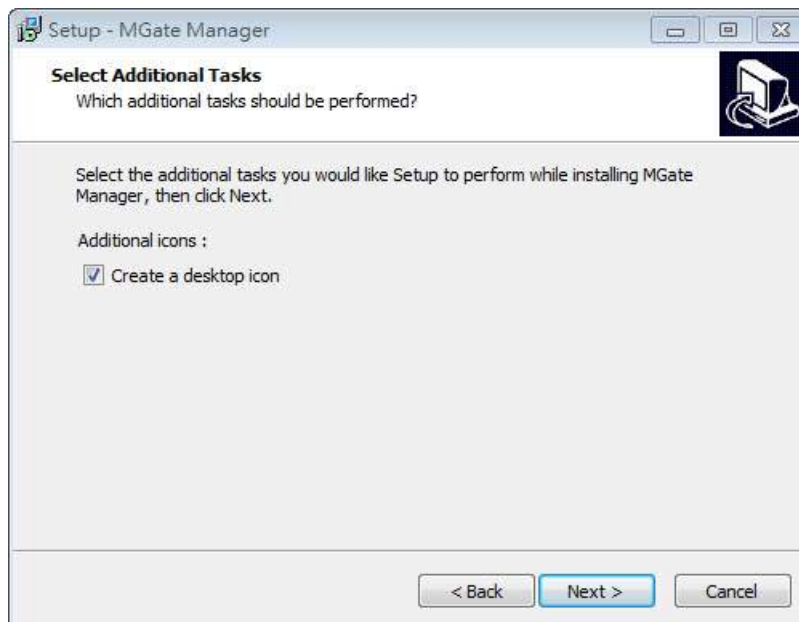 Setup - MGate Manager
Select Additional Tasks
Which additional tasks should be performed?
Select the additional tasks you would like Setup to perform while installing MGate
Manager, then click Next.
Additional icons :
Create a desktop icon
< Back
Next >
Cancel